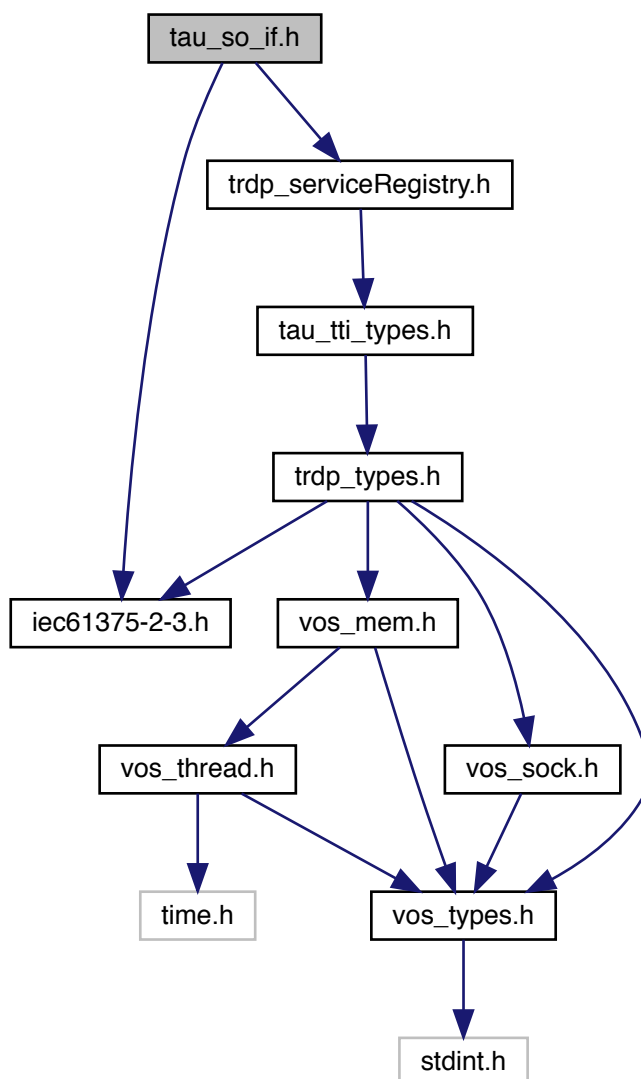 tau_so_if.h
trdp_serviceRegistry.h
tau_tti_types.h
trdp_types.h
iec61375-2-3.h
vos_mem.h
vos_thread.h
vos_sock.h
time.h
vos_types.h
stdint.h